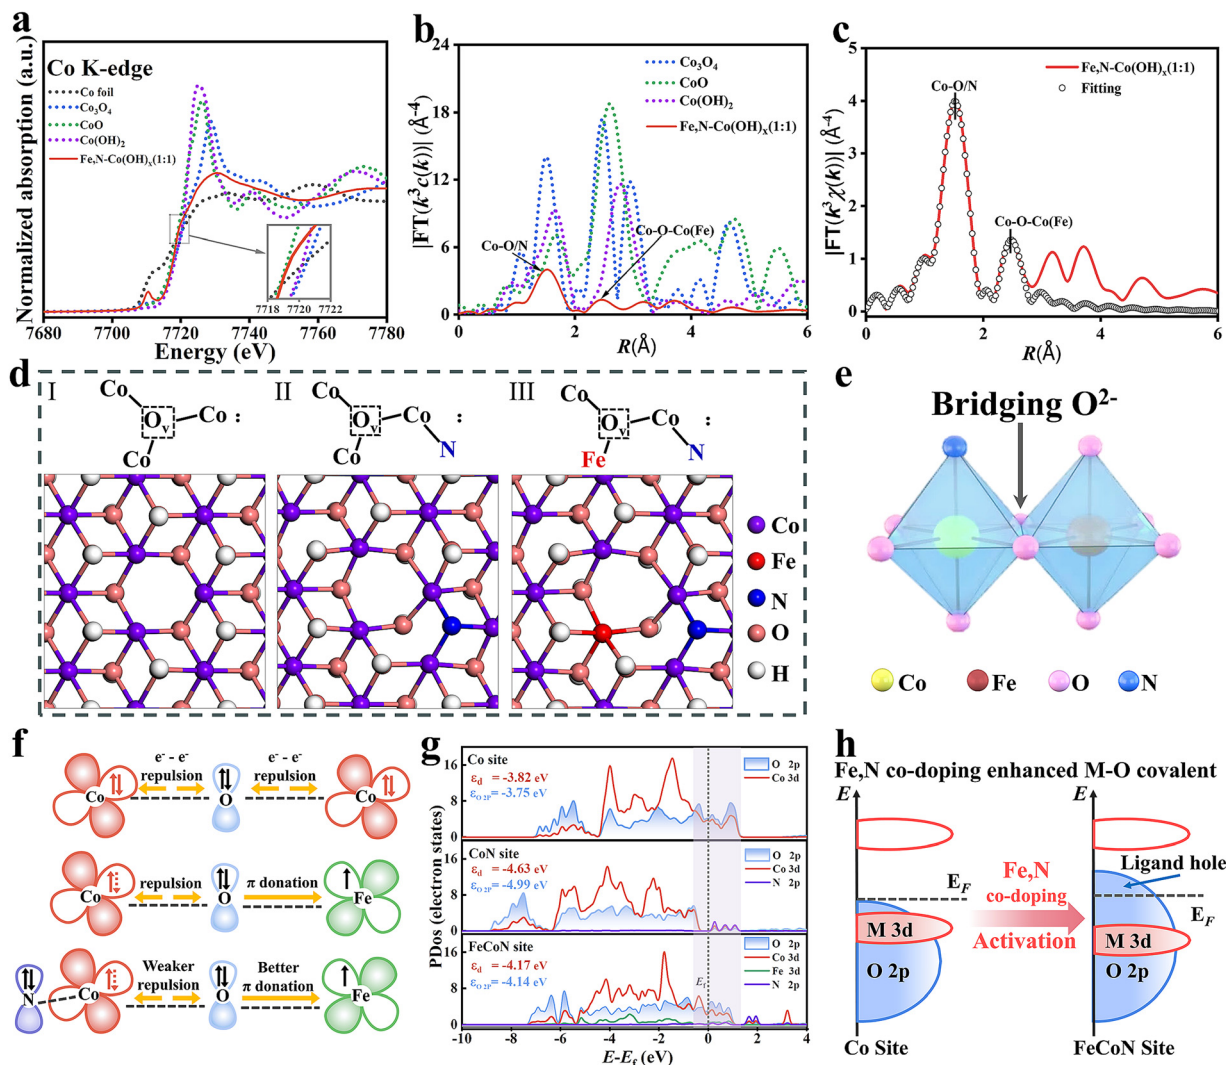 a
Normalized absorption (a.u.)
Co K-edge
Co foil
Co₃O₄
CoO
Co(OH)₂
Fe,N-Co(OH)ₓ(1:1)
7718 7720 7722
7680 7700 7720 7740 7760 7780
Energy (eV)
b
|FT(k³c(k))| (Å⁻⁴)
24
18
12
6
0
Co₃O₄
CoO
Co(OH)₂
Fe,N-Co(OH)ₓ(1:1)
Co-O/N
Co-O-Co(Fe)
0 2 4 6
R(Å)
c
|FT(k³χ(k))| (Å⁻⁴)
5
4
3
2
1
0
Fe,N-Co(OH)ₓ(1:1)
Fitting
Co-O/N
Co-O-Co(Fe)
0 2 4 6
R(Å)
d
I
Co
Oᵥ Co :
Co
II
Co
Oᵥ Co :
Co N
III
Co
Oᵥ Co :
Fe N
Co
Fe
N
O
H
e
Bridging O²⁻
Co Fe O N
f
e⁻ - e⁻ repulsion
e⁻ - e⁻ repulsion
Co O Co
repulsion
π donation
Co O Fe
Weaker repulsion
Better π donation
N Co O Fe
g
PDos (electron states)
Co site
ε_d = -3.82 eV
ε_O 2P = -3.75 eV
O 2p
Co 3d
16
8
0
CoN site
ε_d = -4.63 eV
ε_O 2P = -4.99 eV
O 2p
Co 3d
N 2p
16
8
0
FeCoN site
ε_d = -4.17 eV
ε_O 2P = -4.14 eV
E_f
O 2p
Co 3d
Fe 3d
N 2p
16
8
0
-10 -8 -6 -4 -2 0 2 4
E-E_f (eV)
h
Fe,N co-doping enhanced M-O covalent
E
E_F
M 3d
O 2p
Co Site
Fe,N
co-doping
Activation
E
Ligand hole
E_F
M 3d
O 2p
FeCoN Site